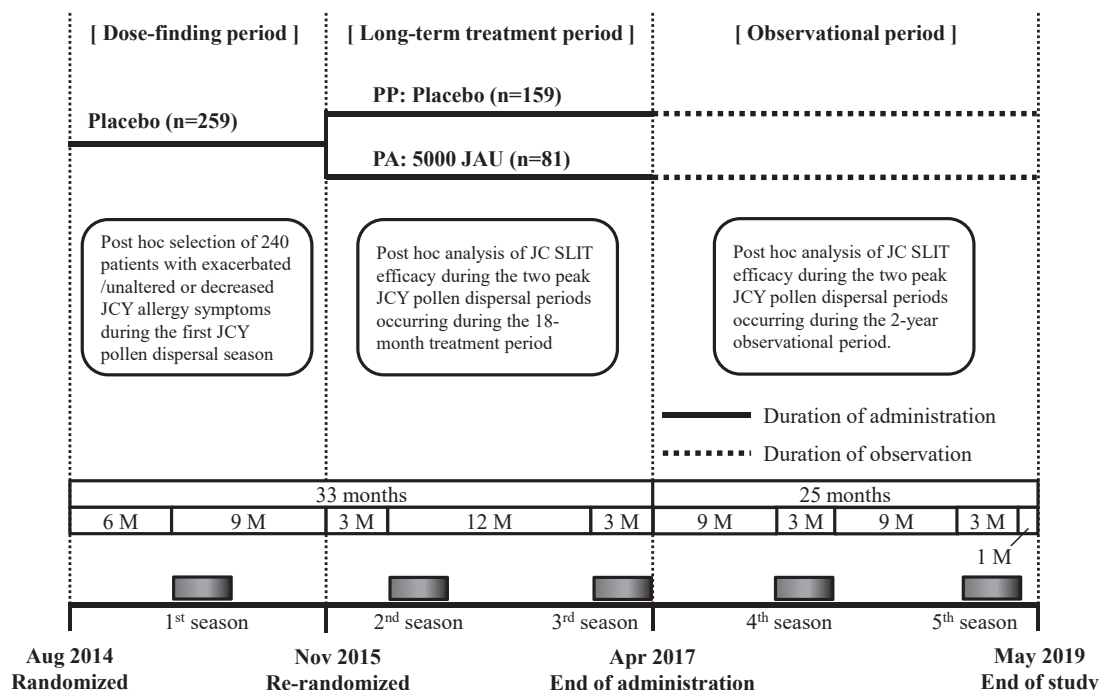 [ Dose-finding period ]
[ Long-term treatment period ]
[ Observational period ]
PP: Placebo (n=159)
Placebo (n=259)
PA: 5000 JAU (n=81)
Post hoc selection of 240
patients with exacerbated
/unaltered or decreased
JCY allergy symptoms
during the first JCY
pollen dispersal season
Post hoc analysis of JC SLIT
efficacy during the two peak
JCY pollen dispersal periods
occurring during the 18-
month treatment period
Post hoc analysis of JC SLIT
efficacy during the two peak
JCY pollen dispersal periods
occurring during the 2-year
observational period.
Duration of administration
Duration of observation
33 months
25 months
6 M
9 M
3 M
12 M
3 M
9 M
3 M
9 M
3 M
1 M
1st season
2nd season
3rd season
4th season
5th season
Aug 2014
Randomized
Nov 2015
Re-randomized
Apr 2017
End of administration
May 2019
End of study